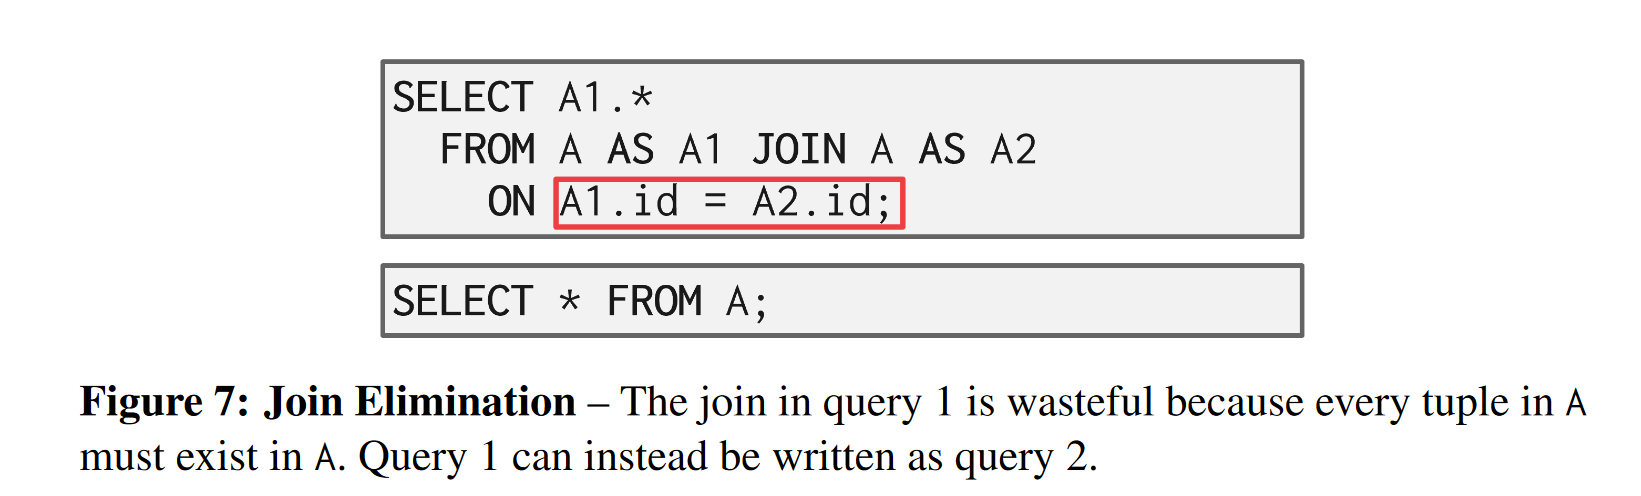 SELECT A1.*
FROM A AS A1 JOIN A AS A2
ON A1.id = A2.id;
SELECT * FROM A;
Figure 7: Join Elimination – The join in query 1 is wasteful because every tuple in A
must exist in A. Query 1 can instead be written as query 2.